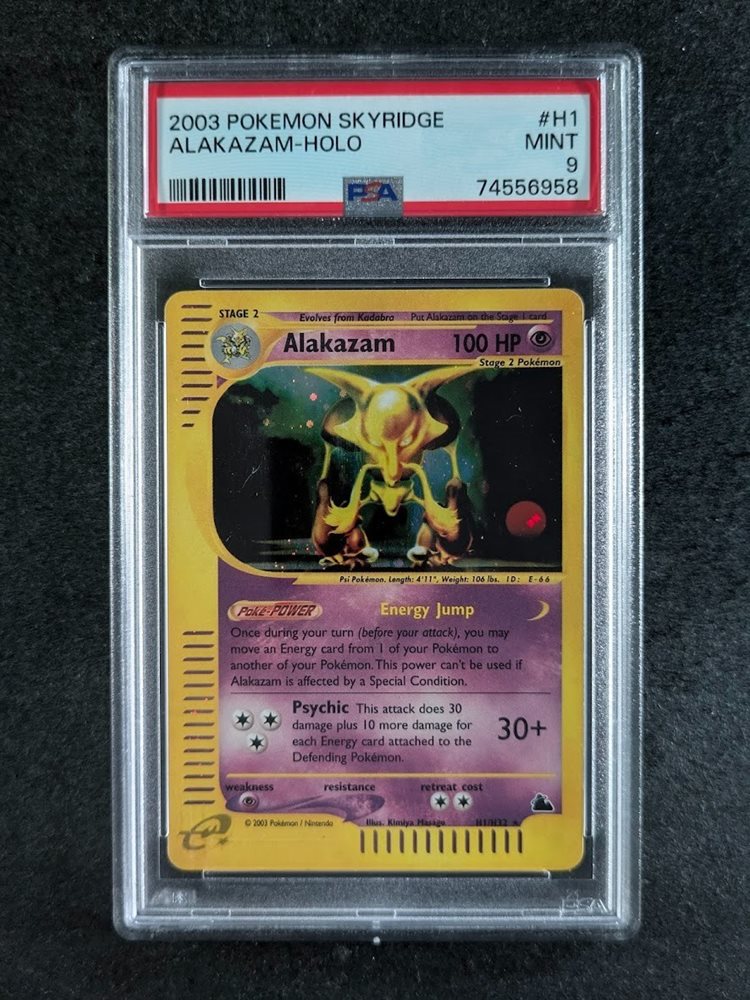 2003 POKEMON SKYRIDGE #H1
ALAKAZAM-HOLO MINT
9
PSA 74556958
STAGE 2 Evolves from Kadabra Put Alakazam on the Stage 1 card
Alakazam 100 HP
Stage 2 Pokémon
Psi Pokémon. Length: 4'11", Weight: 106 lbs. ID: E-66
Poké-POWER Energy Jump
Once during your turn (before your attack), you may
move an Energy card from 1 of your Pokémon to
another of your Pokémon. This power can't be used if
Alakazam is affected by a Special Condition.
Psychic This attack does 30
damage plus 10 more damage for
each Energy card attached to the
Defending Pokémon.
30+
weakness resistance retreat cost
© 2003 Pokémon / Nintendo Illus. Kimiya Masago H1/H32
e
PSA